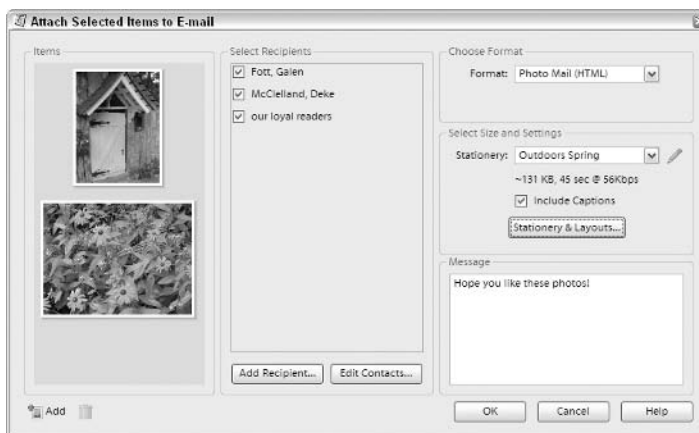 Attach Selected Items to E-mail
Items
Select Recipients
Fott, Galen
McClelland, Deke
our loyal readers
Add Recipient...
Edit Contacts...
Choose Format
Format: Photo Mail (HTML)
Select Size and Settings
Stationery: Outdoors Spring
~131 KB, 45 sec @ 56Kbps
Include Captions
Stationery & Layouts...
Message
Hope you like these photos!
Add
OK
Cancel
Help